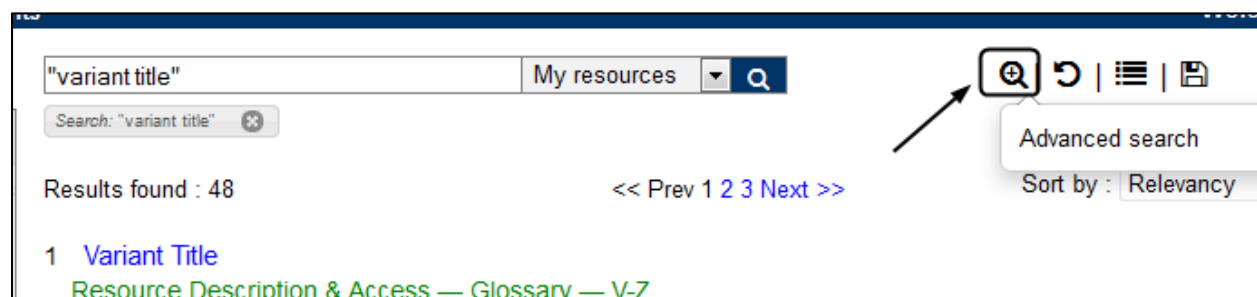 "variant title" My resources
Search: "variant title"
Advanced search
Results found : 48 << Prev 1 2 3 Next >> Sort by : Relevancy
1 Variant Title
Resource Description & Access — Glossary — V-Z